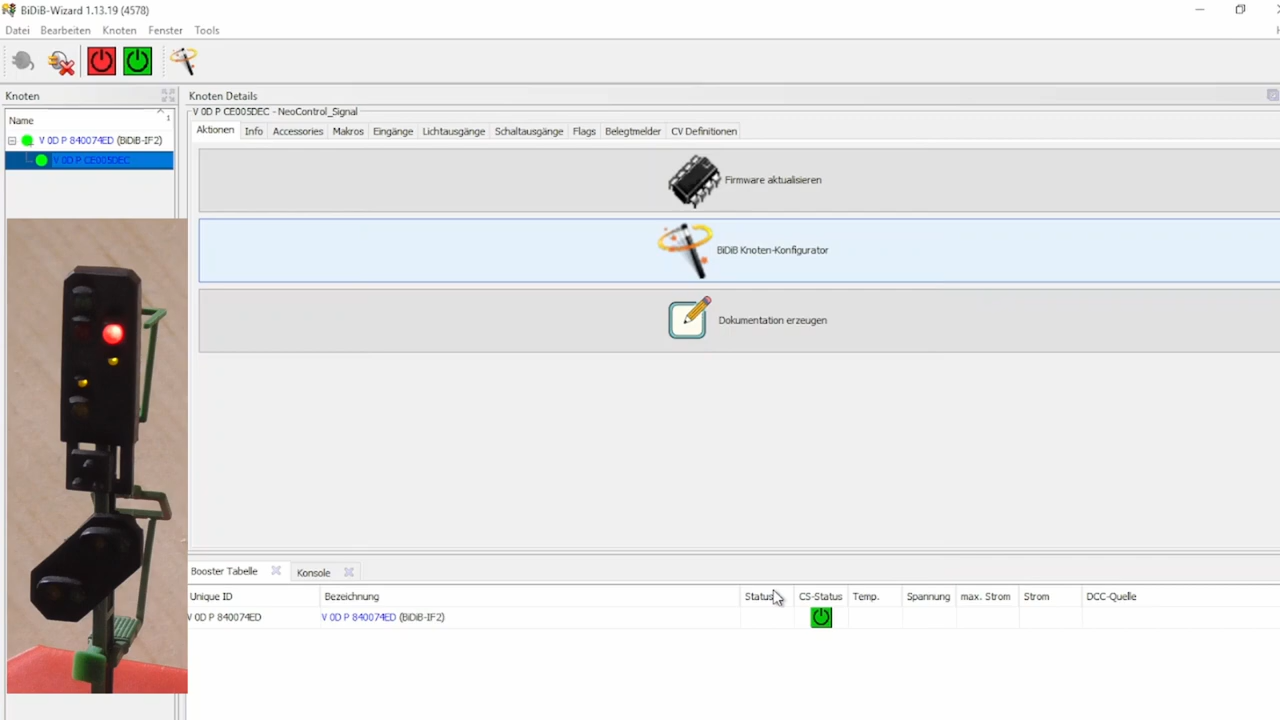 BiDiB-Wizard 1.13.19 (4578)
Datei Bearbeiten Knoten Fenster Tools
Knoten
Name
1
V 0D P 840074ED (BiDiB-IF2)
V 0D P CE005DEC
Knoten Details
V 0D P CE005DEC - NeoControl_Signal
Aktionen Info Accessories Makros Eingänge Lichtausgänge Schaltausgänge Flags Belegtmelder CV Definitionen
Firmware aktualisieren
BiDiB Knoten-Konfigurator
Dokumentation erzeugen
Booster Tabelle Konsole
Unique ID Bezeichnung Status CS-Status Temp. Spannung max. Strom Strom DCC-Quelle
V 0D P 840074ED V 0D P 840074ED (BiDiB-IF2)